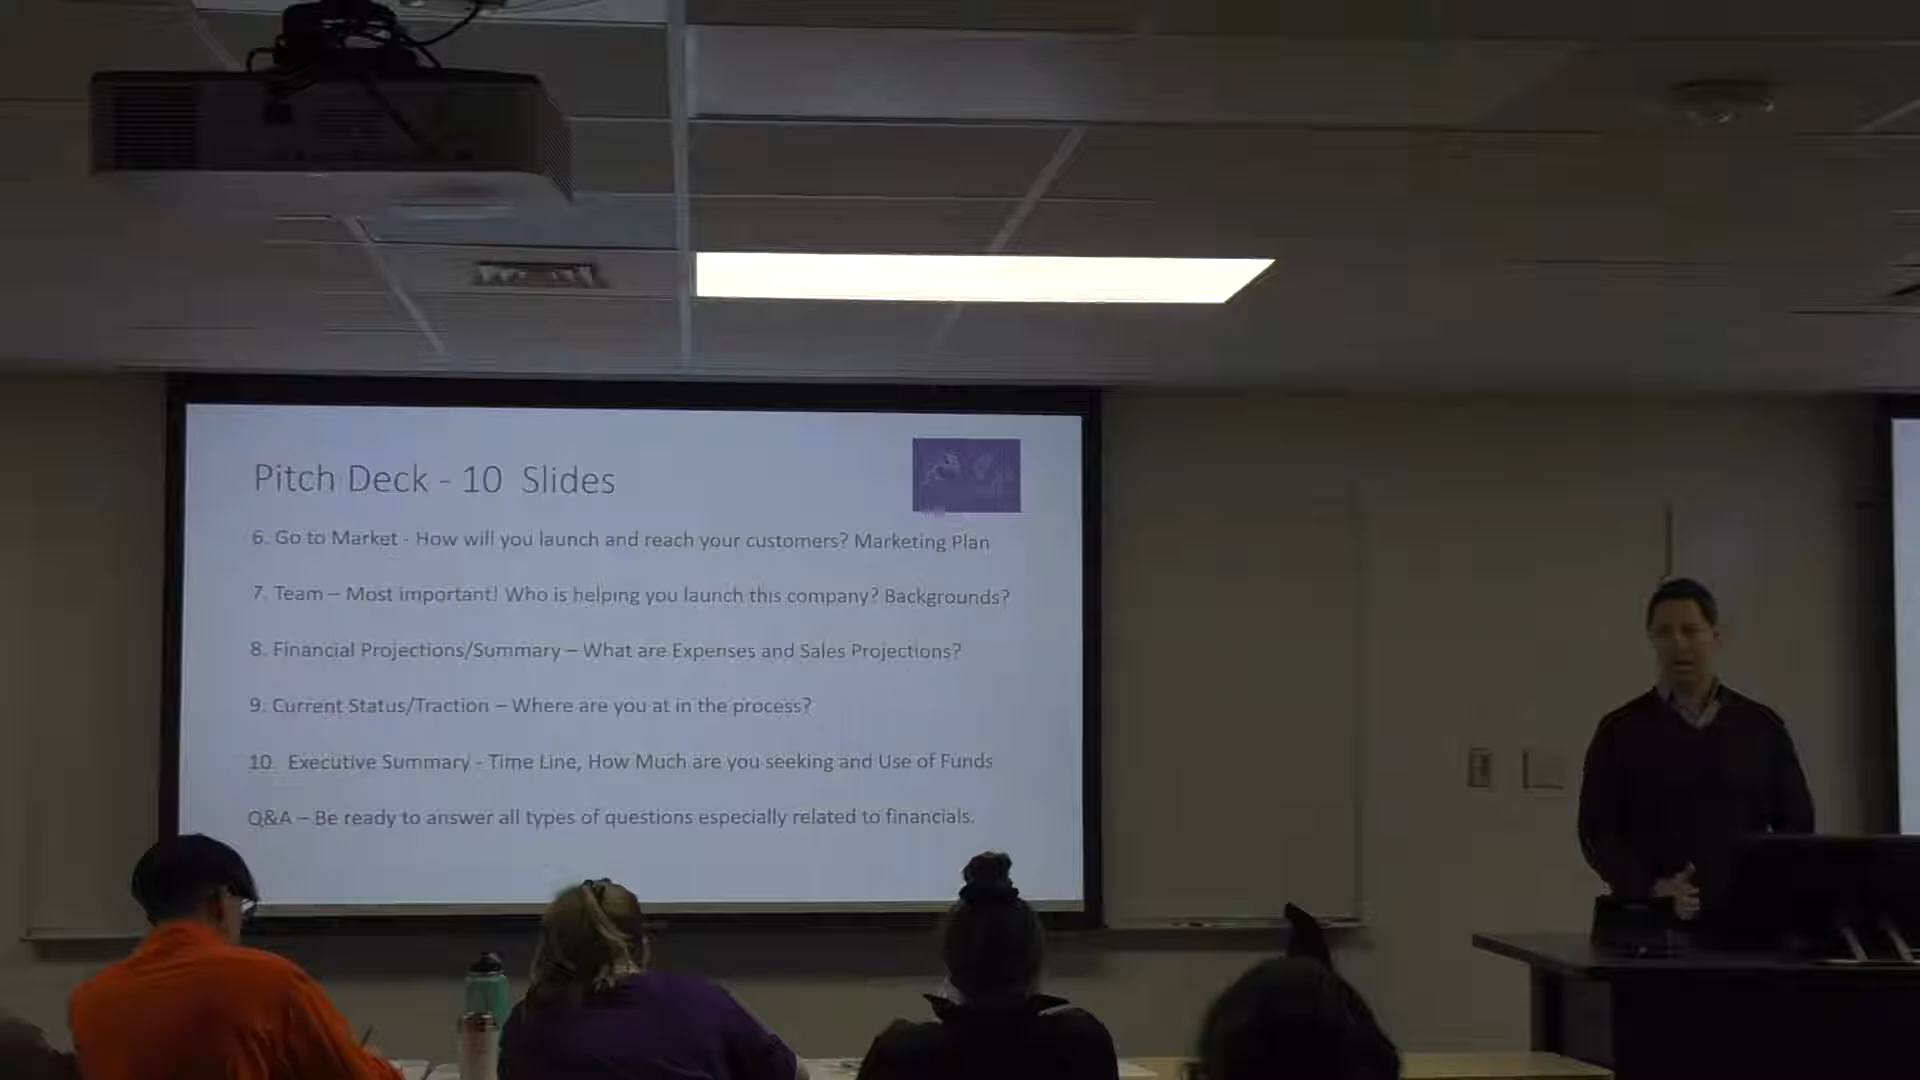 Pitch Deck - 10 Slides
6. Go to Market - How will you launch and reach your customers? Marketing Plan
7. Team – Most important! Who is helping you launch this company? Backgrounds?
8. Financial Projections/Summary – What are Expenses and Sales Projections?
9. Current Status/Traction – Where are you at in the process?
10. Executive Summary - Time Line, How Much are you seeking and Use of Funds
Q&A – Be ready to answer all types of questions especially related to financials.